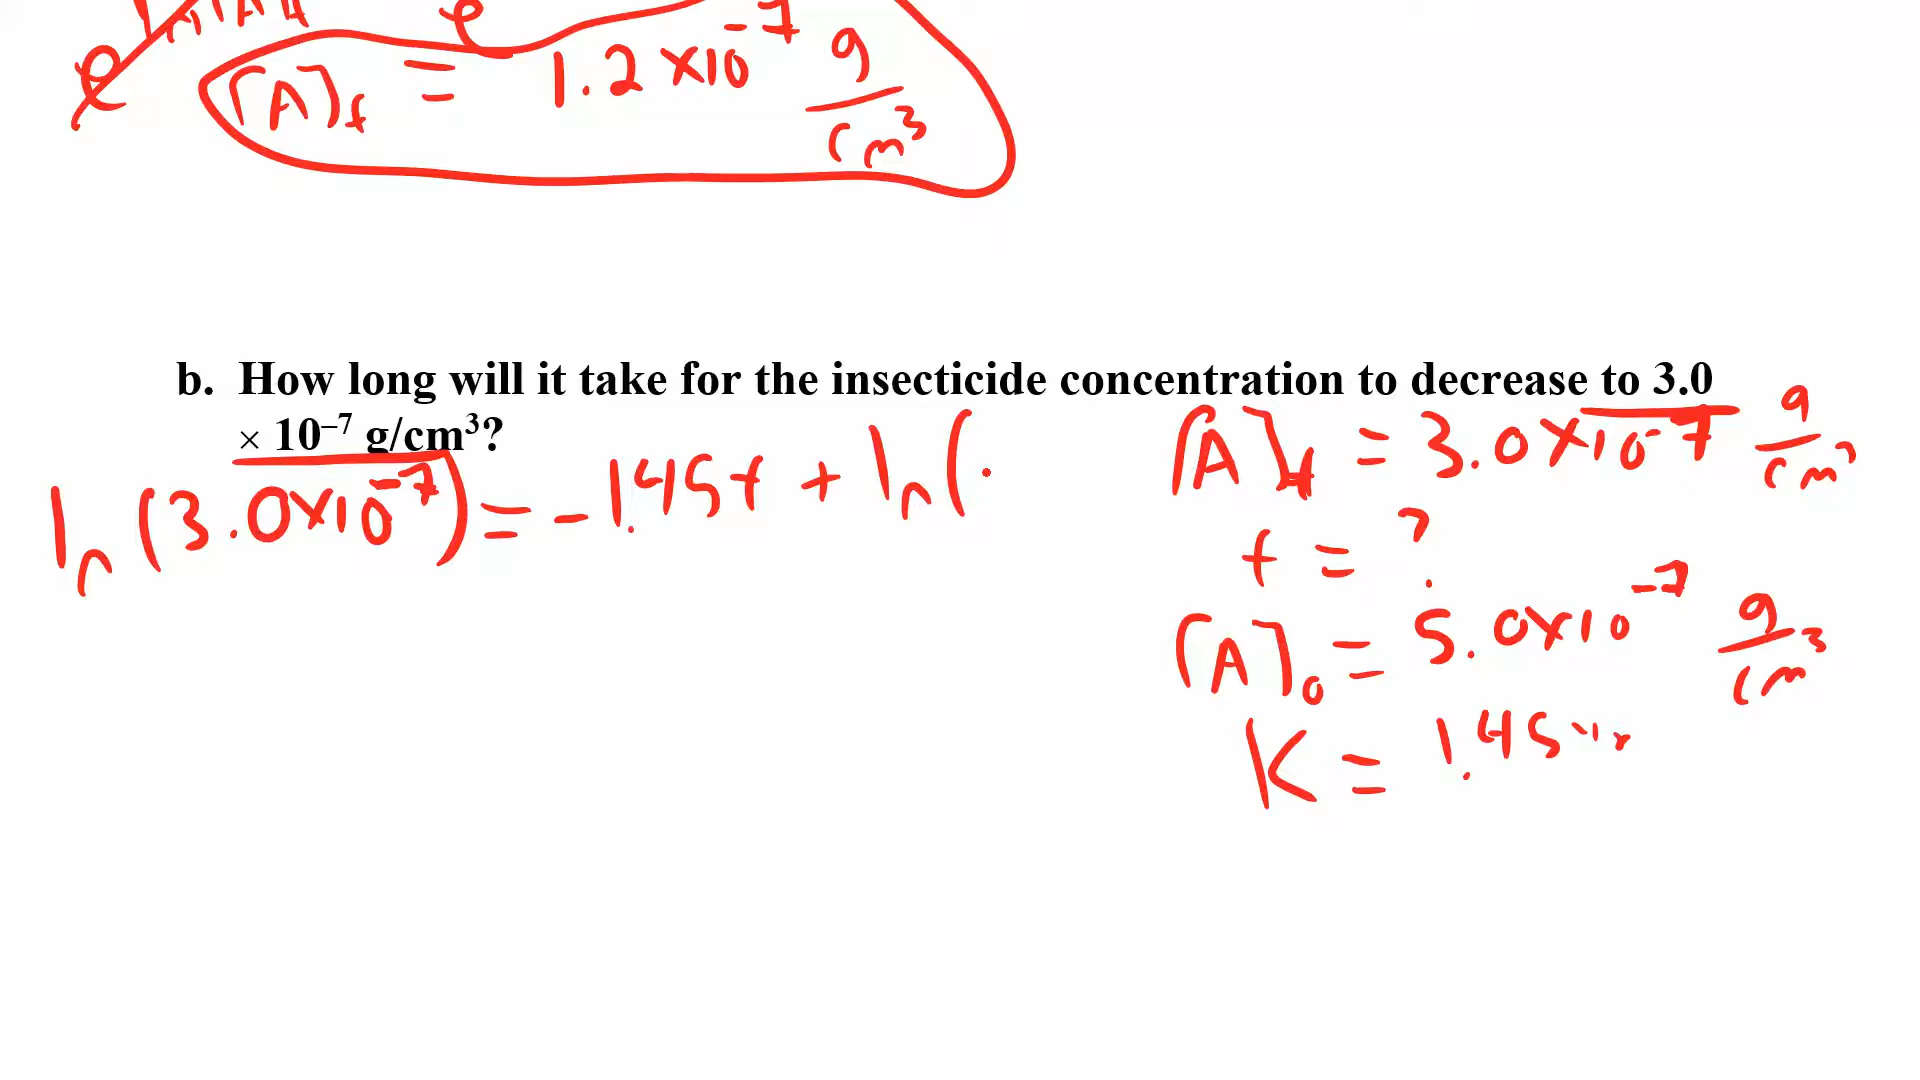 [A]t = 1.2 × 10⁻⁷ g/cm³
b. How long will it take for the insecticide concentration to decrease to 3.0
× 10⁻⁷ g/cm³?
[A]t = 3.0×10⁻⁷ g/cm³
ln (3.0×10⁻⁷) = -1.45t + ln(.
t = ?
[A]₀ = 5.0×10⁻⁷ g/cm³
K = 1.45